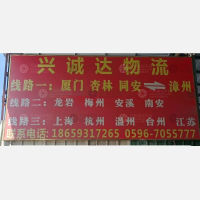 兴诚达物流
线路一：厦门 杏林 同安 ⇌ 漳州
线路二：龙岩 梅州 安溪 南安
线路三：上海 杭州 温州 台州 江苏
联系电话：18659317265 0596-7055777